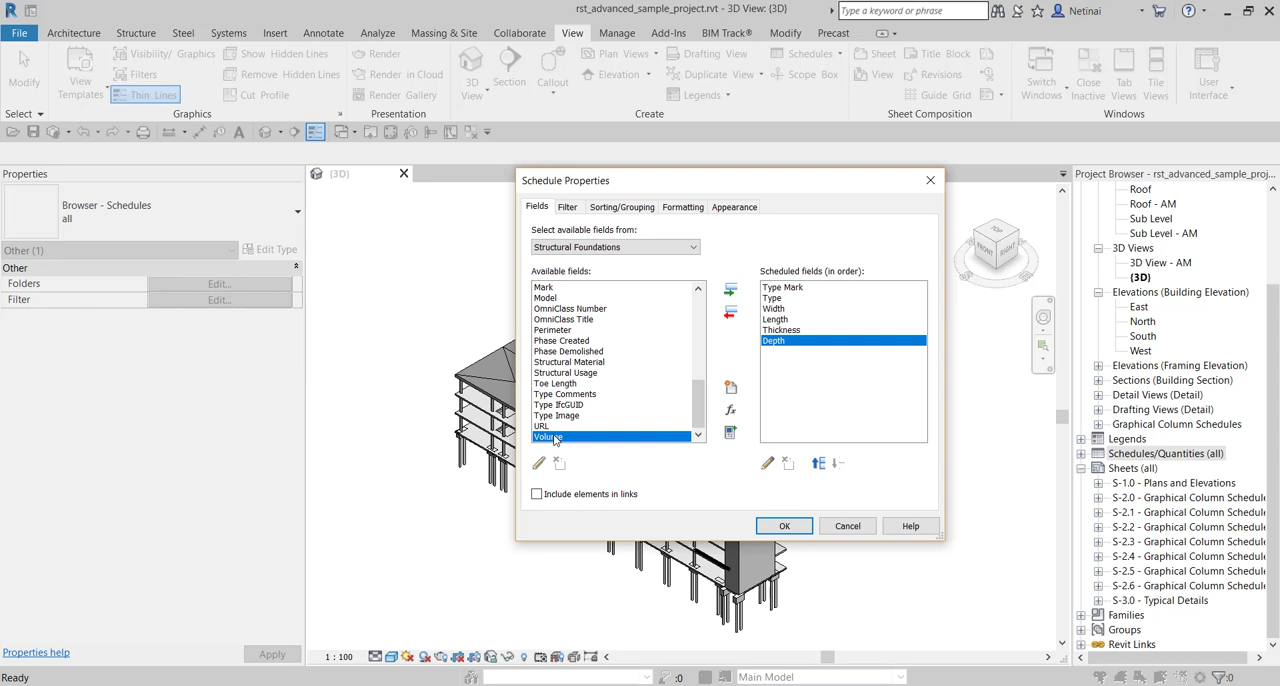 rst_advanced_sample_project.rvt - 3D View: {3D}
Type a keyword or phrase
Netinai
File Architecture Structure Steel Systems Insert Annotate Analyze Massing & Site Collaborate View Manage Add-Ins BIM Track® Modify Precast
Modify
View
Templates
Visibility/ Graphics
Filters
Thin Lines
Show Hidden Lines
Remove Hidden Lines
Cut Profile
Render
Render in Cloud
Render Gallery
3D
View
Section
Callout
Plan Views
Elevation
Drafting View
Duplicate View
Legends
Schedules
Scope Box
Sheet
View
Title Block
Revisions
Guide Grid
Switch
Windows
Close
Inactive
Tab
Views
Tile
Views
User
Interface
Select
Graphics
Presentation
Create
Sheet Composition
Windows
Properties
Browser - Schedules
all
Other (1)
Edit Type
Other
Folders
Edit...
Filter
Edit...
Properties help
Apply
{3D}
Schedule Properties
Fields Filter Sorting/Grouping Formatting Appearance
Select available fields from:
Structural Foundations
Available fields:
Mark
Model
OmniClass Number
OmniClass Title
Perimeter
Phase Created
Phase Demolished
Structural Material
Structural Usage
Toe Length
Type Comments
Type IfcGUID
Type Image
URL
Volume
Scheduled fields (in order):
Type Mark
Type
Width
Length
Thickness
Depth
Include elements in links
OK
Cancel
Help
TOP
FRONT
RIGHT
Project Browser - rst_advanced_sample_proj...
Roof
Roof - AM
Sub Level
Sub Level - AM
3D Views
3D View - AM
{3D}
Elevations (Building Elevation)
East
North
South
West
Elevations (Framing Elevation)
Sections (Building Section)
Detail Views (Detail)
Drafting Views (Detail)
Graphical Column Schedule
Legends
Schedules/Quantities (all)
Sheets (all)
S-1.0 - Plans and Elevations
S-2.0 - Graphical Column Schedule
S-2.1 - Graphical Column Schedule
S-2.2 - Graphical Column Schedule
S-2.3 - Graphical Column Schedule
S-2.4 - Graphical Column Schedule
S-2.5 - Graphical Column Schedule
S-2.6 - Graphical Column Schedule
S-3.0 - Typical Details
Families
Groups
Revit Links
1 : 100
Ready
:0
Main Model
:0